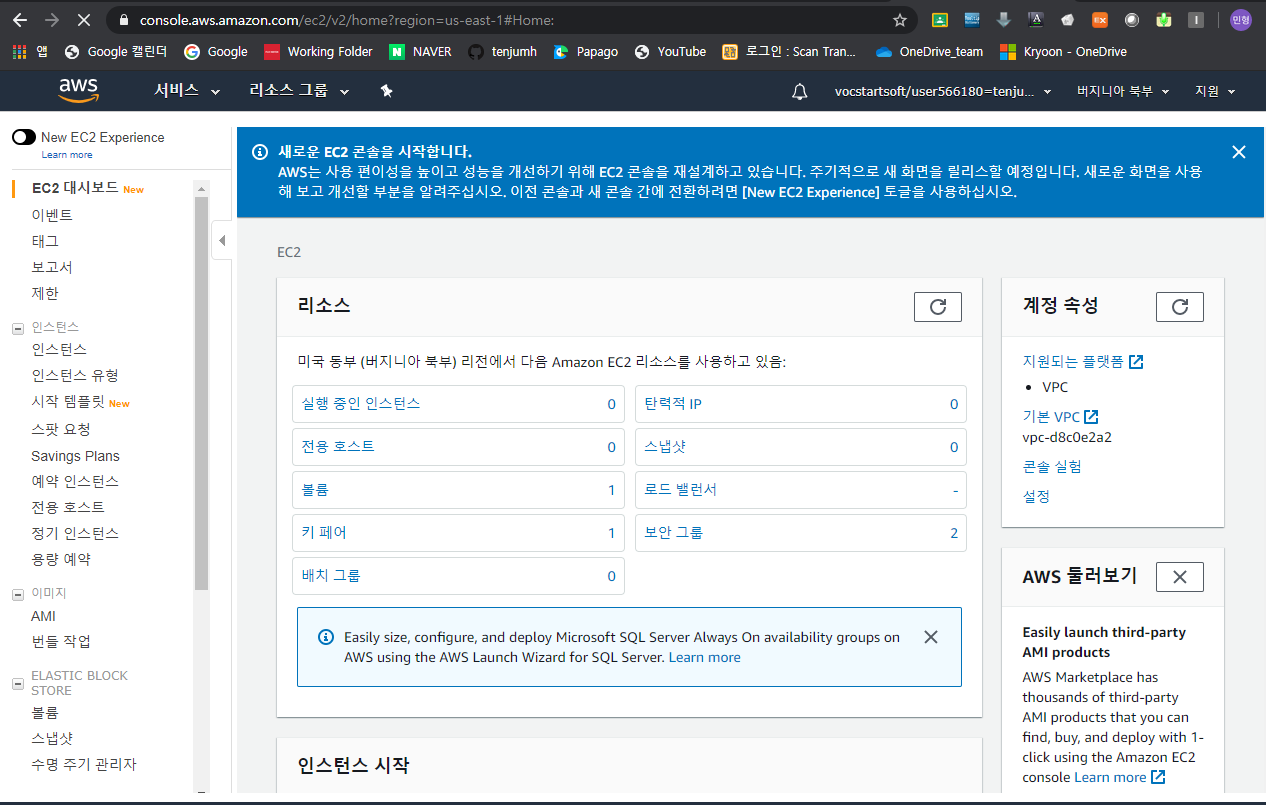 console.aws.amazon.com/ec2/v2/home?region=us-east-1#Home:
앱
Google 캘린더
Google
Working Folder
NAVER
tenjumh
Papago
YouTube
로그인 : Scan Tran...
OneDrive_team
Kryoon - OneDrive
민형
aws
서비스
리소스 그룹
vocstartsoft/user566180=tenju...
버지니아 북부
지원
New EC2 Experience
Learn more
EC2 대시보드 New
이벤트
태그
보고서
제한
인스턴스
인스턴스
인스턴스 유형
시작 템플릿 New
스팟 요청
Savings Plans
예약 인스턴스
전용 호스트
정기 인스턴스
용량 예약
이미지
AMI
번들 작업
ELASTIC BLOCK
STORE
볼륨
스냅샷
수명 주기 관리자
새로운 EC2 콘솔을 시작합니다.
AWS는 사용 편이성을 높이고 성능을 개선하기 위해 EC2 콘솔을 재설계하고 있습니다. 주기적으로 새 화면을 릴리스할 예정입니다. 새로운 화면을 사용
해 보고 개선할 부분을 알려주십시오. 이전 콘솔과 새 콘솔 간에 전환하려면 [New EC2 Experience] 토글을 사용하십시오.
EC2
리소스
미국 동부 (버지니아 북부) 리전에서 다음 Amazon EC2 리소스를 사용하고 있음:
실행 중인 인스턴스 0
탄력적 IP 0
전용 호스트 0
스냅샷 0
볼륨 1
로드 밸런서 -
키 페어 1
보안 그룹 2
배치 그룹 0
Easily size, configure, and deploy Microsoft SQL Server Always On availability groups on
AWS using the AWS Launch Wizard for SQL Server. Learn more
인스턴스 시작
계정 속성
지원되는 플랫폼
• VPC
기본 VPC
vpc-d8c0e2a2
콘솔 실험
설정
AWS 둘러보기
Easily launch third-party
AMI products
AWS Marketplace has
thousands of third-party
AMI products that you can
find, buy, and deploy with 1-
click using the Amazon EC2
console Learn more